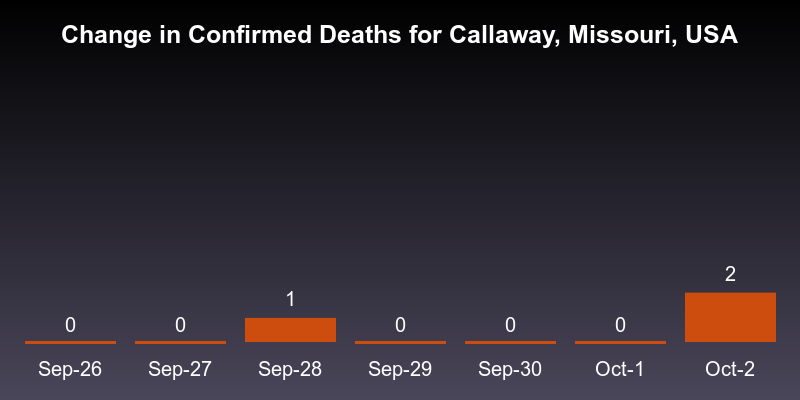 Change in Confirmed Deaths for Callaway, Missouri, USA
2
1
0 0 0 0 0
Sep-26 Sep-27 Sep-28 Sep-29 Sep-30 Oct-1 Oct-2